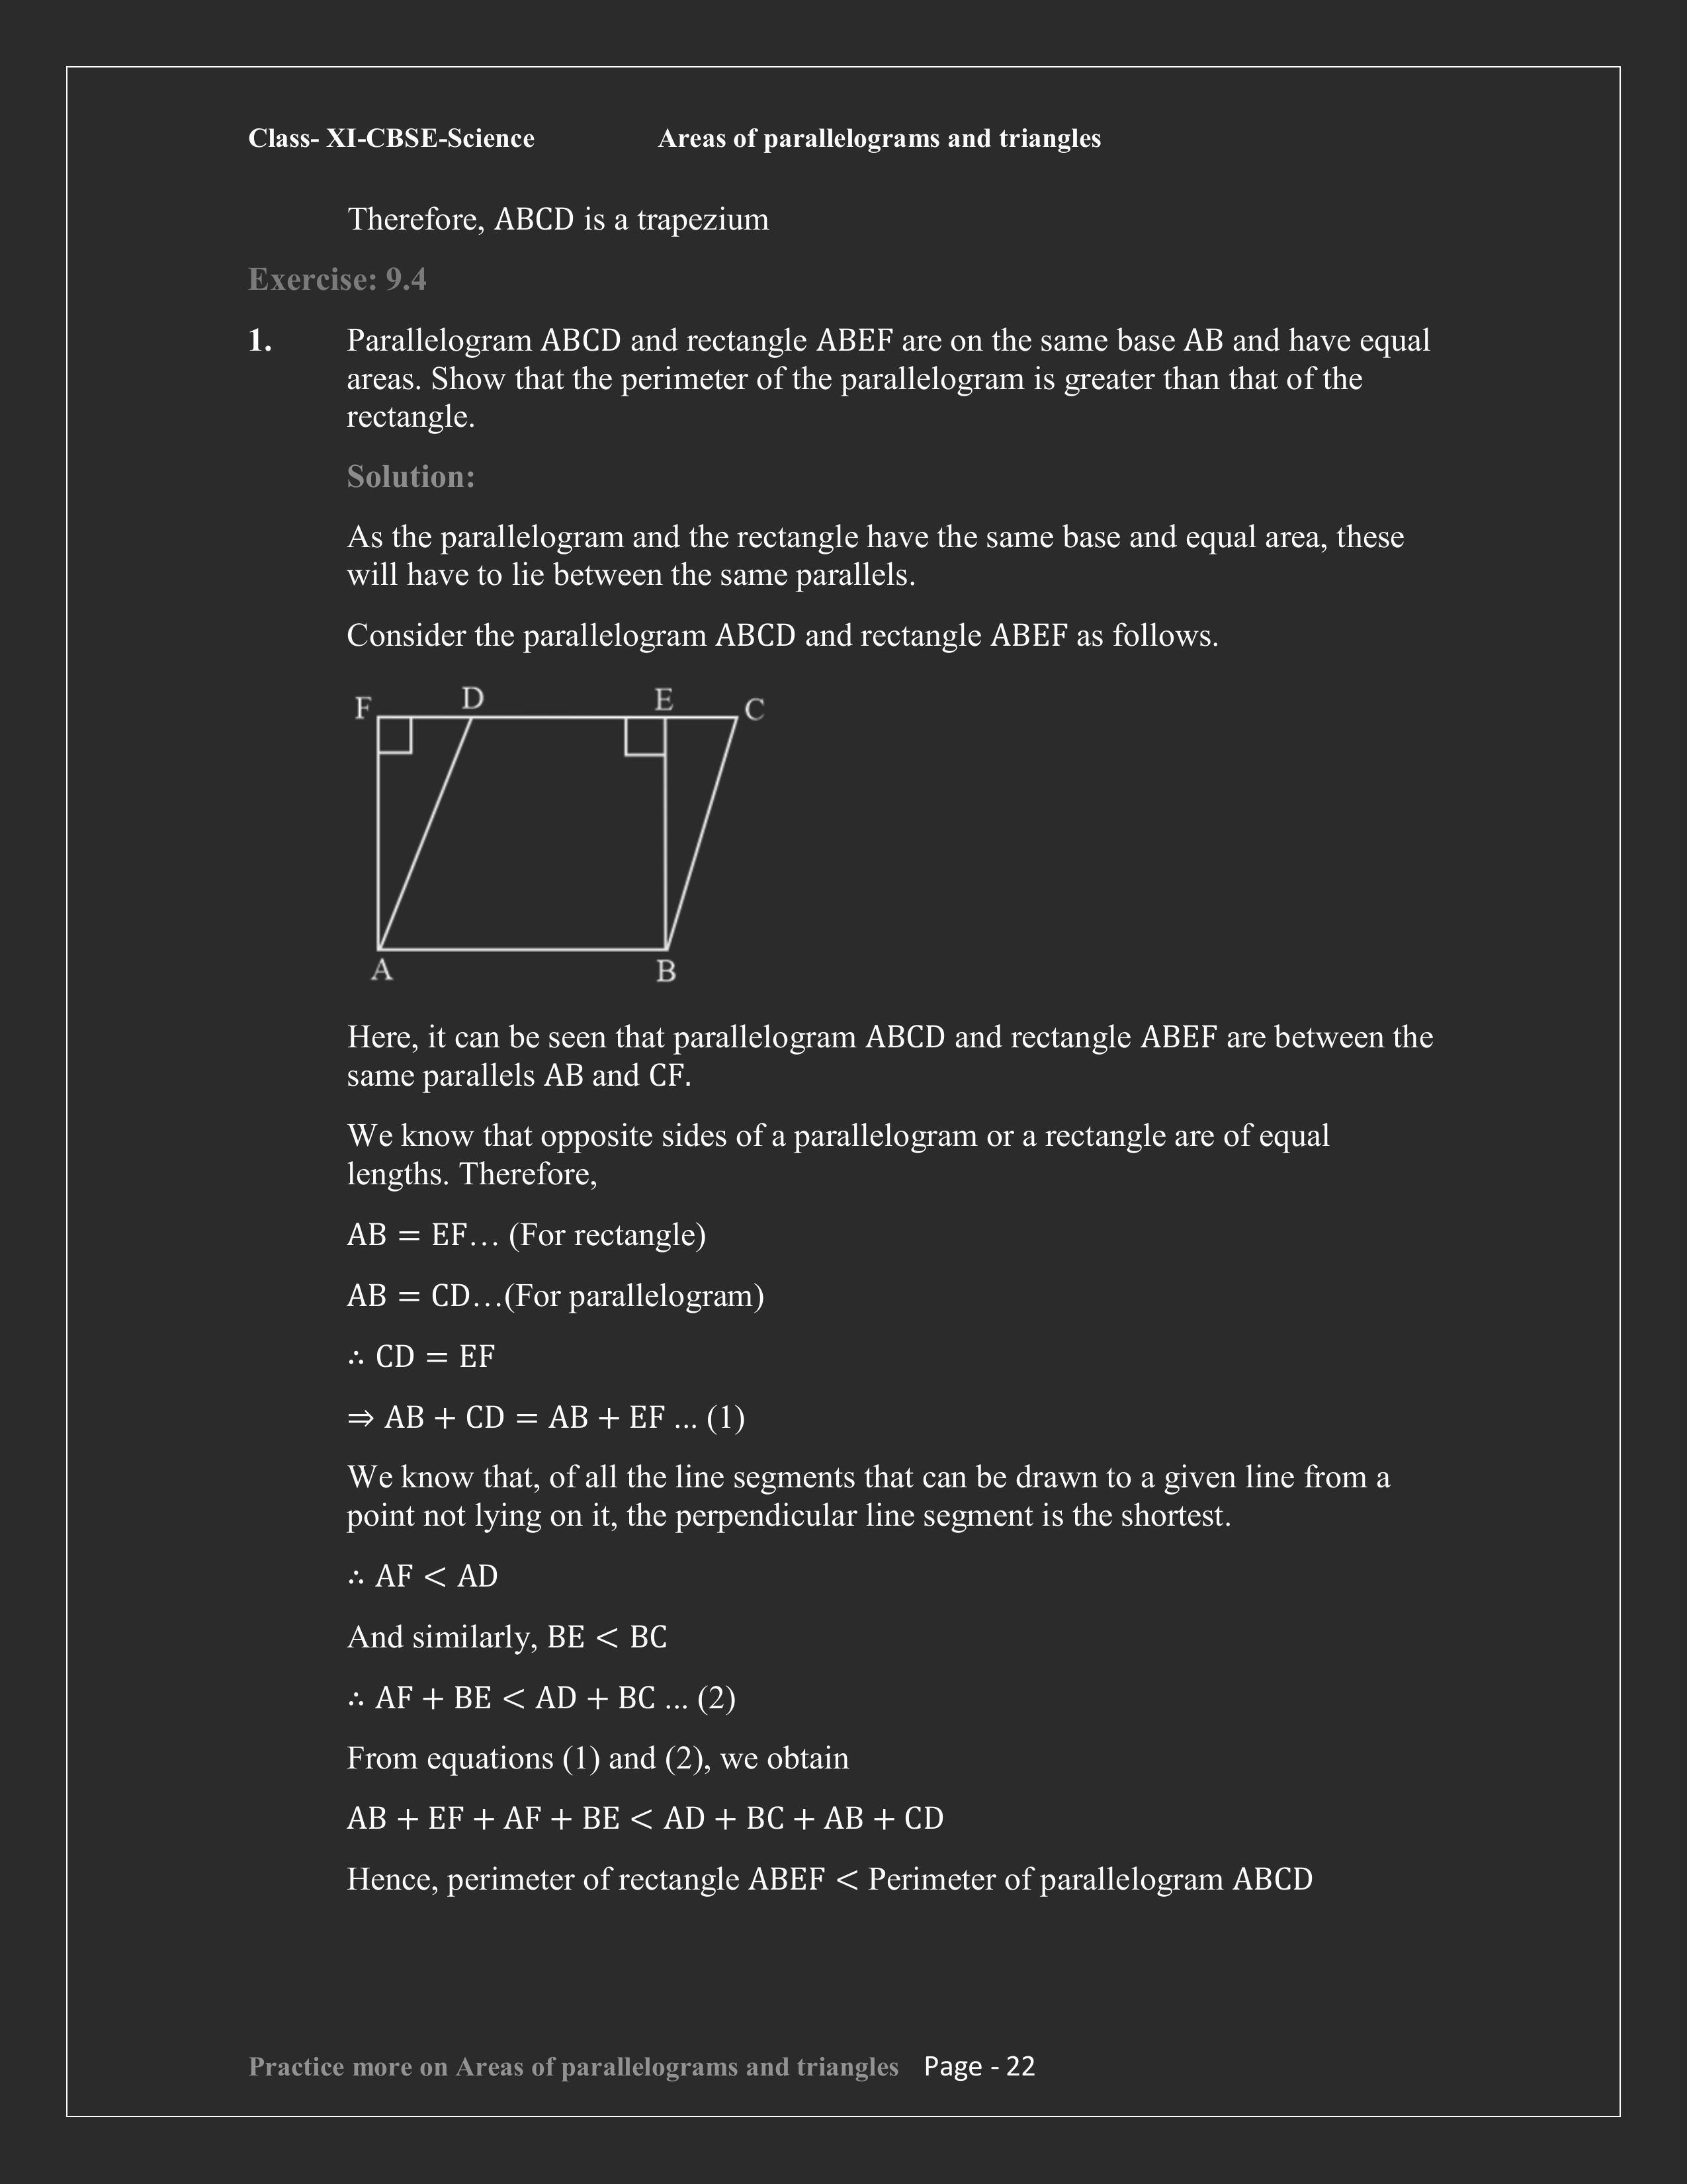 Class- XI-CBSE-Science Areas of parallelograms and triangles
Therefore, ABCD is a trapezium
Exercise: 9.4
1. Parallelogram ABCD and rectangle ABEF are on the same base AB and have equal
areas. Show that the perimeter of the parallelogram is greater than that of the
rectangle.
Solution:
As the parallelogram and the rectangle have the same base and equal area, these
will have to lie between the same parallels.
Consider the parallelogram ABCD and rectangle ABEF as follows.
F D E C
A B
Here, it can be seen that parallelogram ABCD and rectangle ABEF are between the
same parallels AB and CF.
We know that opposite sides of a parallelogram or a rectangle are of equal
lengths. Therefore,
AB = EF… (For rectangle)
AB = CD…(For parallelogram)
∴ CD = EF
⇒ AB + CD = AB + EF ... (1)
We know that, of all the line segments that can be drawn to a given line from a
point not lying on it, the perpendicular line segment is the shortest.
∴ AF < AD
And similarly, BE < BC
∴ AF + BE < AD + BC ... (2)
From equations (1) and (2), we obtain
AB + EF + AF + BE < AD + BC + AB + CD
Hence, perimeter of rectangle ABEF < Perimeter of parallelogram ABCD
Practice more on Areas of parallelograms and triangles Page - 22